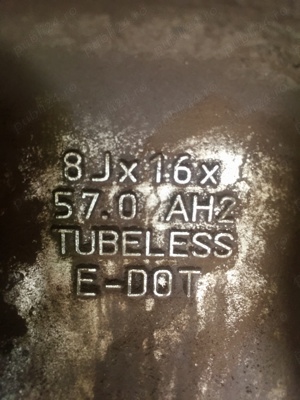 8Jx16x
57.0 AH2
TUBELESS
E-DOT